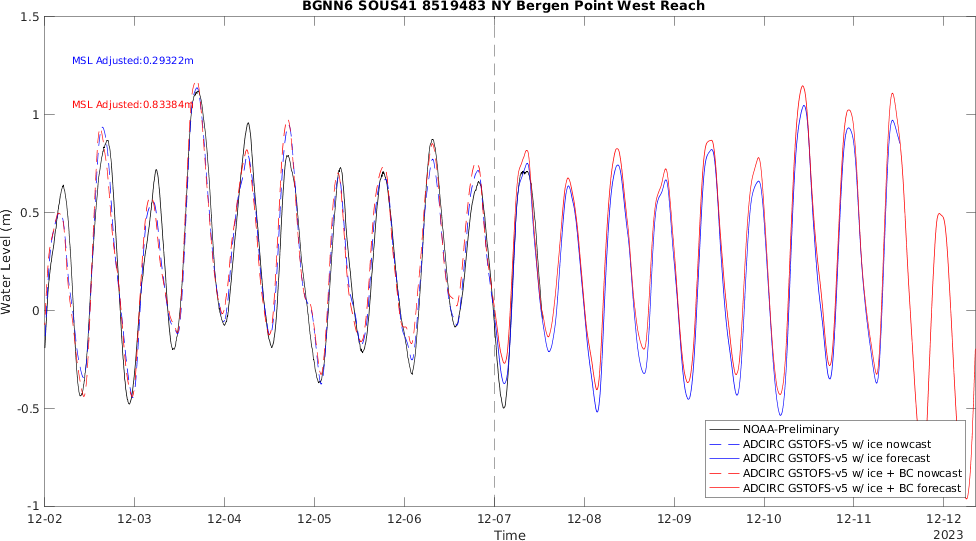 BGNN6 SOUS41 8519483 NY Bergen Point West Reach
1.5
MSL Adjusted:0.29322m
MSL Adjusted:0.83384m
1
0.5
0
-0.5
-1
Water Level (m)
NOAA-Preliminary
ADCIRC GSTOFS-v5 w/ ice nowcast
ADCIRC GSTOFS-v5 w/ ice forecast
ADCIRC GSTOFS-v5 w/ ice + BC nowcast
ADCIRC GSTOFS-v5 w/ ice + BC forecast
12-02 12-03 12-04 12-05 12-06 12-07 12-08 12-09 12-10 12-11 12-12
Time
2023